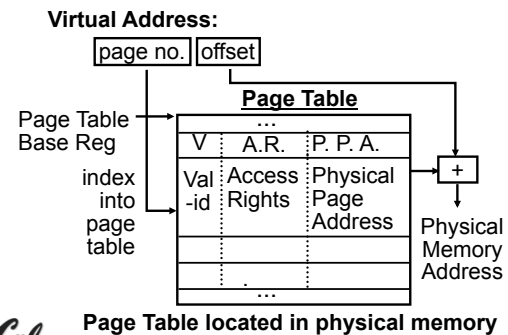 Virtual Address:
page no. offset
Page Table
Page Table
Base Reg
...
V A.R. P. P. A.
index
into
page
table
Val
-id
Access
Rights
Physical
Page
Address
+
Physical
Memory
Address
.
...
Cal
Page Table located in physical memory